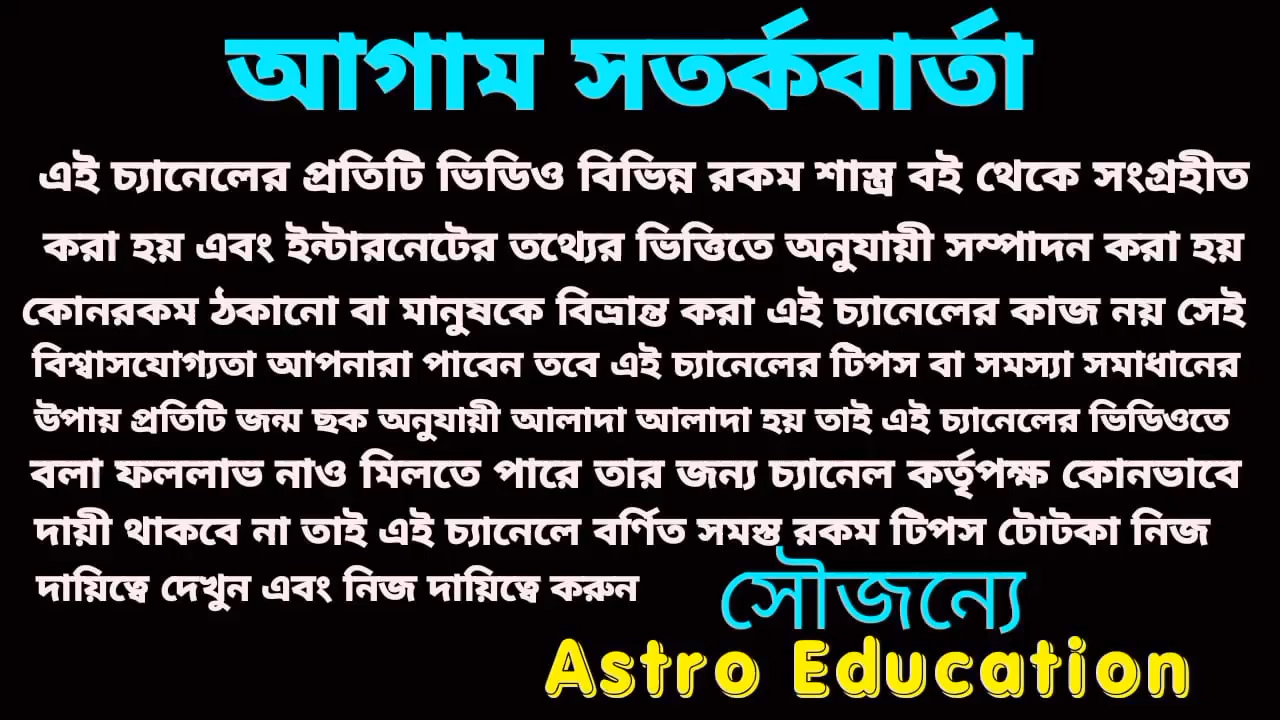 আগাম সতর্কবার্তা
এই চ্যানেলের প্রতিটি ভিডিও বিভিন্ন রকম শাস্ত্র বই থেকে সংগ্রহীত
করা হয় এবং ইন্টারনেটের তথ্যের ভিত্তিতে অনুযায়ী সম্পাদন করা হয়
কোনরকম ঠকানো বা মানুষকে বিভ্রান্ত করা এই চ্যানেলের কাজ নয় সেই
বিশ্বাসযোগ্যতা আপনারা পাবেন তবে এই চ্যানেলের টিপস বা সমস্যা সমাধানের
উপায় প্রতিটি জন্ম ছক অনুযায়ী আলাদা আলাদা হয় তাই এই চ্যানেলের ভিডিওতে
বলা ফললাভ নাও মিলতে পারে তার জন্য চ্যানেল কর্তৃপক্ষ কোনভাবে
দায়ী থাকবে না তাই এই চ্যানেলে বর্ণিত সমস্ত রকম টিপস টোটকা নিজ
দায়িত্বে দেখুন এবং নিজ দায়িত্বে করুন
সৌজন্যে
Astro Education